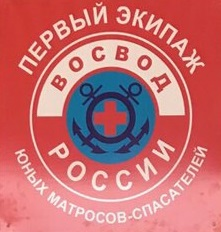 ПЕРВЫЙ ЭКИПАЖ
ВОСВОД
РОССИИ
ЮНЫХ МАТРОСОВ-СПАСАТЕЛЕЙ